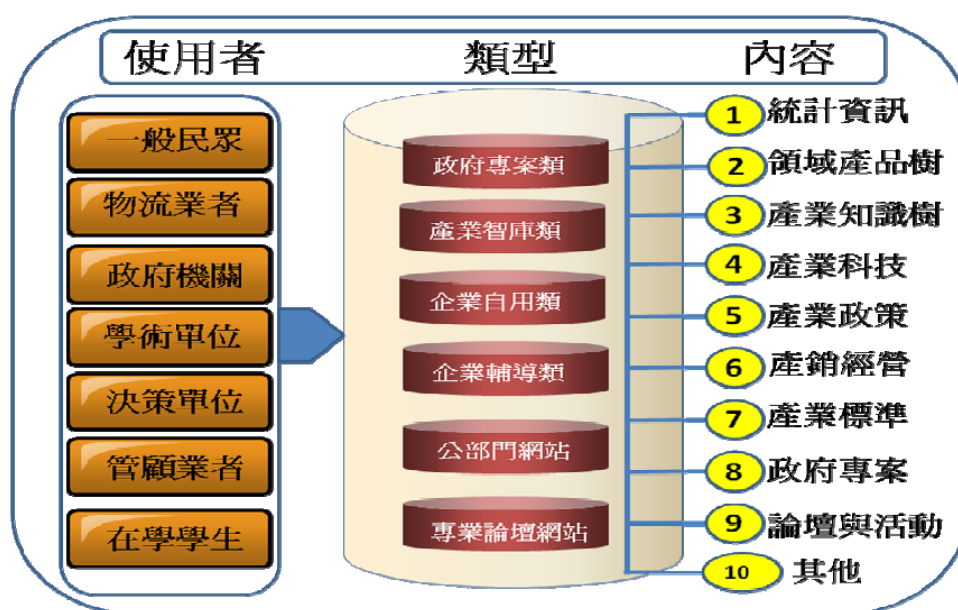 使用者
類型
內容
一般民眾
物流業者
政府機關
學術單位
決策單位
管顧業者
在學學生
政府專案類
產業智庫類
企業自用類
企業輔導類
公部門網站
專業論壇網站
1 統計資訊
2 領域產品樹
3 產業知識樹
4 產業科技
5 產業政策
6 產銷經營
7 產業標準
8 政府專案
9 論壇與活動
10 其他